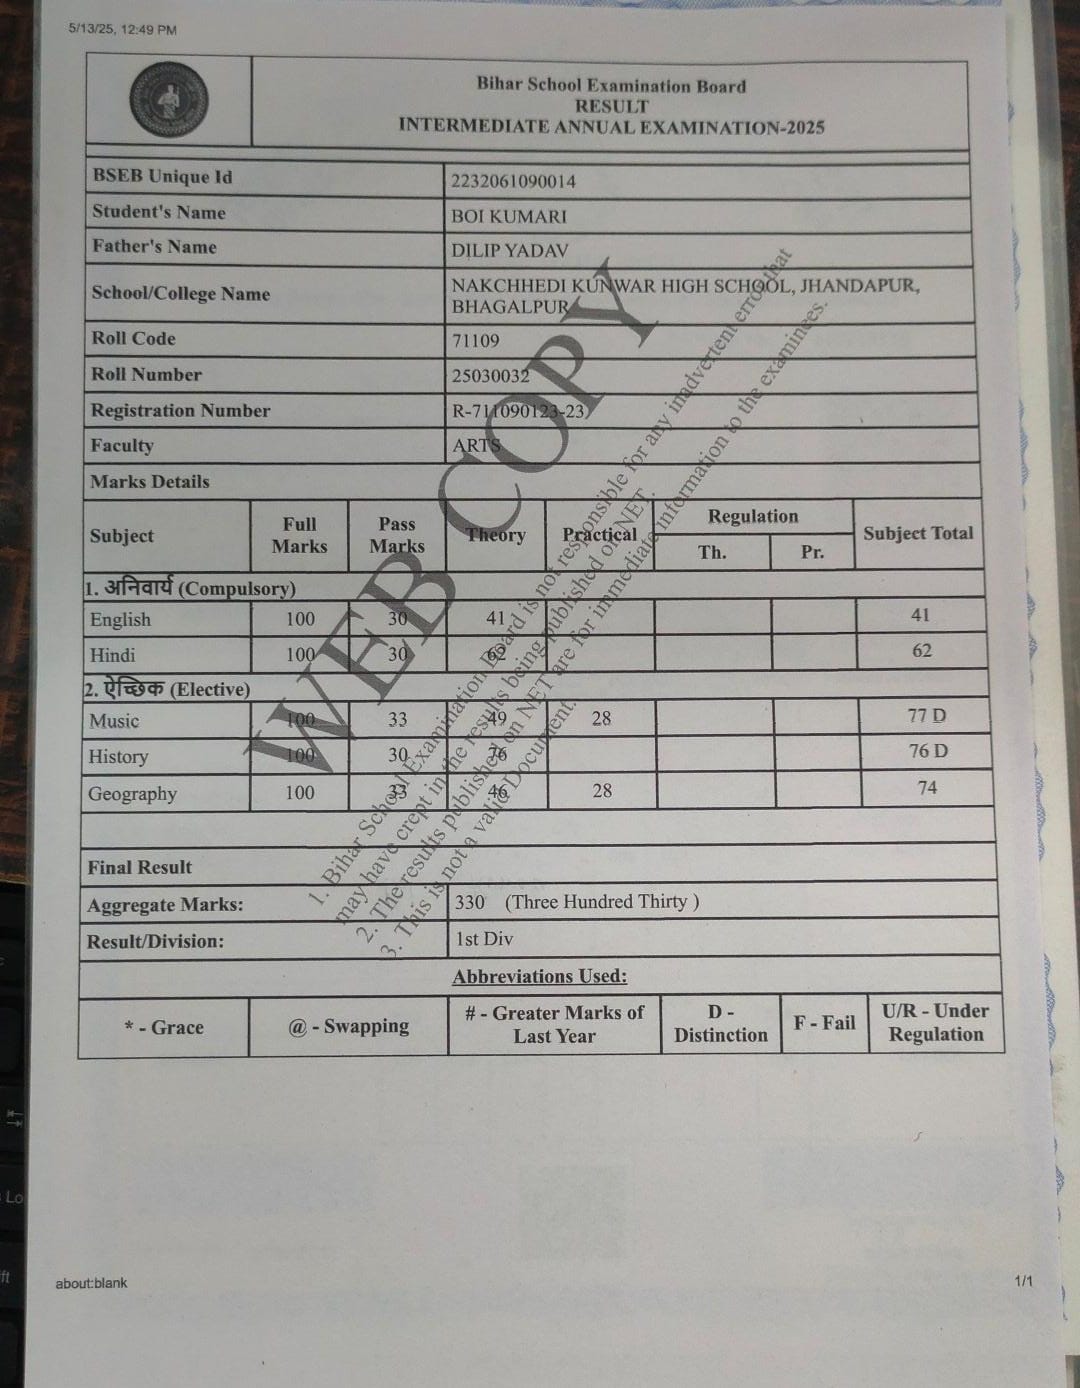 5/13/25, 12:49 PM
Bihar School Examination Board
RESULT
INTERMEDIATE ANNUAL EXAMINATION-2025
BSEB Unique Id 2232061090014
Student's Name BOI KUMARI
Father's Name DILIP YADAV
School/College Name NAKCHHEDI KUNWAR HIGH SCHOOL, JHANDAPUR,
BHAGALPUR
Roll Code 71109
Roll Number 25030032
Registration Number R-711090123-23
Faculty ARTS
Marks Details
Subject Full Marks Pass Marks Theory Practical Regulation Th. Pr. Subject Total
1. अनिवार्य (Compulsory)
English 100 30 41 41
Hindi 100 30 62 62
2. ऐच्छिक (Elective)
Music 100 33 49 28 77 D
History 100 30 76 76 D
Geography 100 33 46 28 74
Final Result
Aggregate Marks: 330 (Three Hundred Thirty )
Result/Division: 1st Div
Abbreviations Used:
* - Grace @ - Swapping # - Greater Marks of Last Year D - Distinction F - Fail U/R - Under Regulation
WEB COPY
1. Bihar School Examination Board is not responsible for any inadvertent error that
may have crept in the results being published on NET.
2. The results published on NET are for immediate information to the examinees.
3. This is not a valid Document.
about:blank
1/1